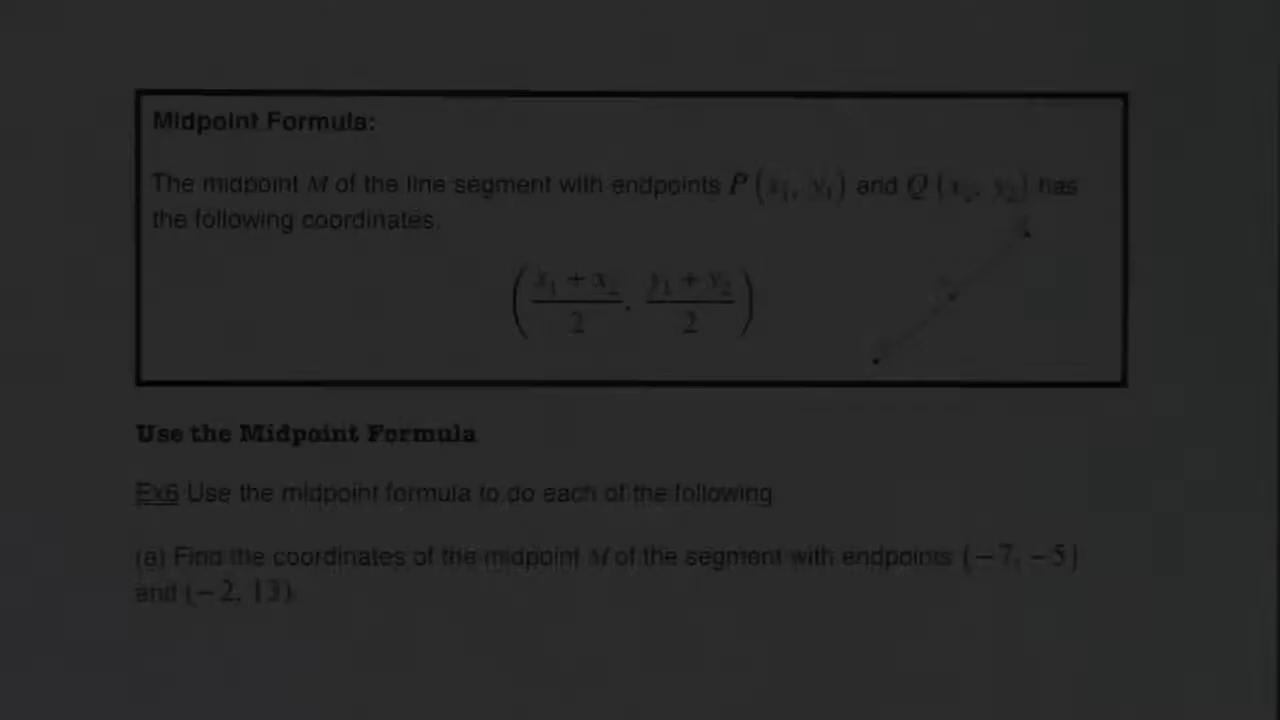 Midpoint Formula:
The midpoint M of the line segment with endpoints P (x₁, y₁) and Q (x₂, y₂) has
the following coordinates.
( (x₁ + x₂)/2, (y₁ + y₂)/2 )
Use the Midpoint Formula
Ex6 Use the midpoint formula to do each of the following
(a) Find the coordinates of the midpoint M of the segment with endpoints (−7, −5)
and (−2, 13)